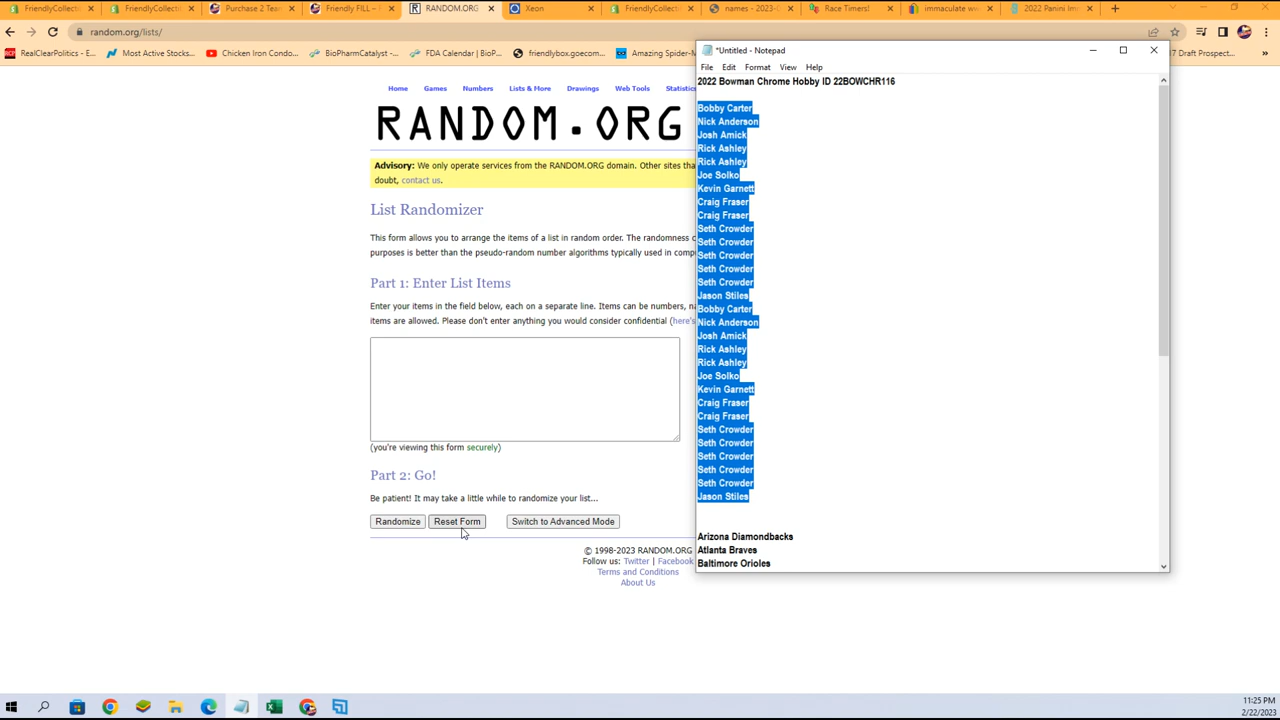 FriendlyCollecti
FriendlyCollecti
Purchase 2 Tea
Friendly FILL –
RANDOM.ORG
Xeon
FriendlyCollecti
names - 2023-0
Race Timers!
immaculate we
2022 Panini Im
random.org/lists/
RealClearPolitics - E
Most Active Stocks...
Chicken Iron Condo...
BioPharmCatalyst -...
FDA Calendar | BioP...
friendlybox.goecom...
Amazing Spider-M
17 Draft Prospect...
*Untitled - Notepad
File Edit Format View Help
2022 Bowman Chrome Hobby ID 22BOWCHR116
Bobby Carter
Nick Anderson
Josh Amick
Rick Ashley
Rick Ashley
Joe Solko
Kevin Garnett
Craig Fraser
Craig Fraser
Seth Crowder
Seth Crowder
Seth Crowder
Seth Crowder
Seth Crowder
Jason Stiles
Bobby Carter
Nick Anderson
Josh Amick
Rick Ashley
Rick Ashley
Joe Solko
Kevin Garnett
Craig Fraser
Craig Fraser
Seth Crowder
Seth Crowder
Seth Crowder
Seth Crowder
Seth Crowder
Jason Stiles
Arizona Diamondbacks
Atlanta Braves
Baltimore Orioles
Home Games Numbers Lists & More Drawings Web Tools Statistics
RANDOM.ORG
Advisory: We only operate services from the RANDOM.ORG domain. Other sites tha
doubt, contact us.
List Randomizer
This form allows you to arrange the items of a list in random order. The randomness c
purposes is better than the pseudo-random number algorithms typically used in comp
Part 1: Enter List Items
Enter your items in the field below, each on a separate line. Items can be numbers, na
items are allowed. Please don't enter anything you would consider confidential (here's
(you're viewing this form securely)
Part 2: Go!
Be patient! It may take a little while to randomize your list...
Randomize Reset Form Switch to Advanced Mode
© 1998-2023 RANDOM.ORG
Follow us: Twitter | Facebook
Terms and Conditions
About Us
11:25 PM
2/22/2023